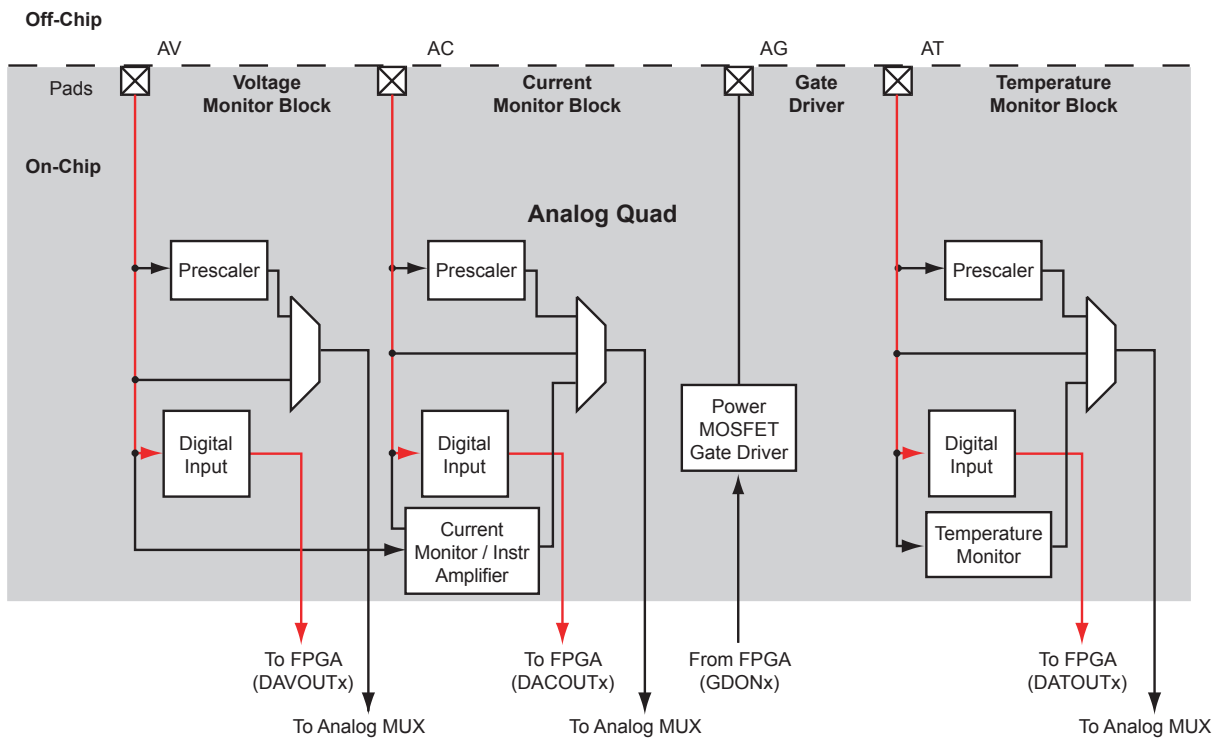 Off-Chip
AV
AC
AG
AT
Pads
Voltage
Monitor Block
Current
Monitor Block
Gate
Driver
Temperature
Monitor Block
On-Chip
Analog Quad
Prescaler
Prescaler
Prescaler
Power
MOSFET
Gate Driver
Digital
Input
Digital
Input
Digital
Input
Current
Monitor / Instr
Amplifier
Temperature
Monitor
To FPGA
(DAVOUTx)
To FPGA
(DACOUTx)
From FPGA
(GDONx)
To FPGA
(DATOUTx)
To Analog MUX
To Analog MUX
To Analog MUX